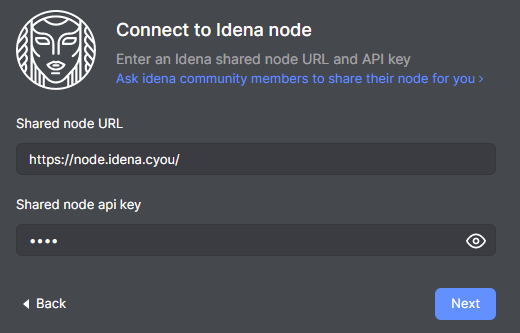 Connect to Idena node
Enter an Idena shared node URL and API key
Ask idena community members to share their node for you ›
Shared node URL
https://node.idena.cyou/
Shared node api key
••••
Back
Next